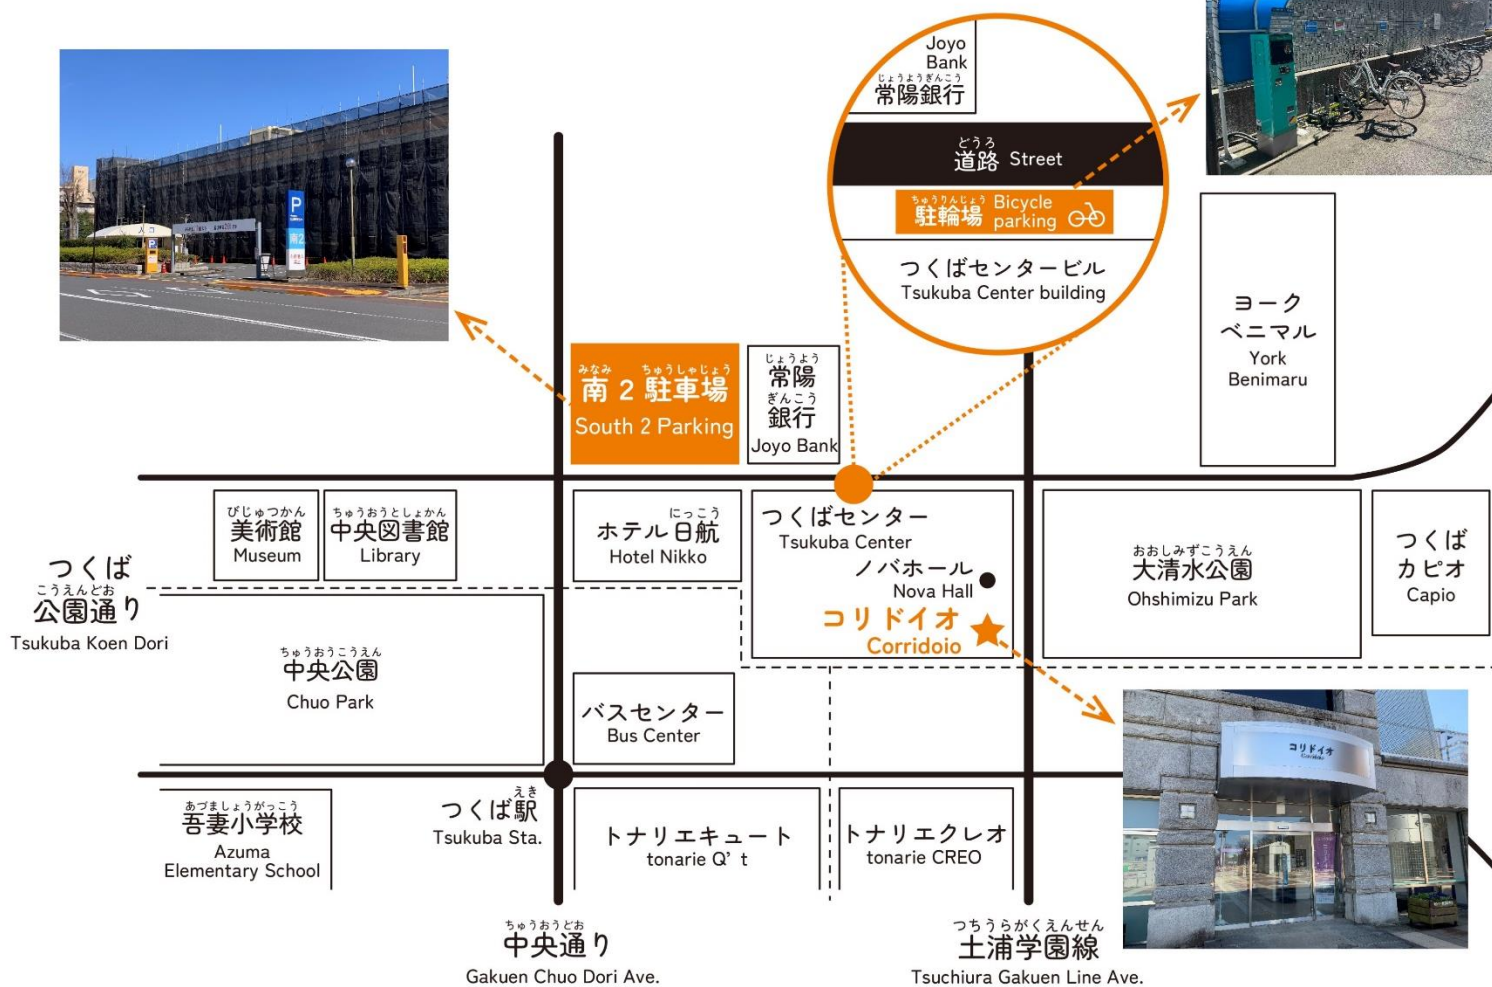 Joyo
Bank
じょうようぎんこう
常陽銀行
どうろ
道路 Street
ちゅうりんじょう
駐輪場
Bicycle
parking
つくばセンタービル
Tsukuba Center building
P
南2
入口
ヨーク
ベニマル
York
Benimaru
みなみ ちゅうしゃじょう
南 2 駐車場
South 2 Parking
じょうよう
常陽
ぎんこう
銀行
Joyo Bank
びじゅつかん
美術館
Museum
ちゅうおうとしょかん
中央図書館
Library
にっこう
ホテル日航
Hotel Nikko
つくばセンター
Tsukuba Center
ノバホール
Nova Hall
コリドイオ
Corridoio
おおしみずこうえん
大清水公園
Ohshimizu Park
つくば
カピオ
Capio
つくば
こうえんどお
公園通り
Tsukuba Koen Dori
ちゅうおうこうえん
中央公園
Chuo Park
バスセンター
Bus Center
コリドイオ
Corridoio
あづましょうがっこう
吾妻小学校
Azuma
Elementary School
えき
つくば駅
Tsukuba Sta.
トナリエキュート
tonarie Q' t
トナリエクレオ
tonarie CREO
ちゅうおうどお
中央通り
Gakuen Chuo Dori Ave.
つちうらがくえんせん
土浦学園線
Tsuchiura Gakuen Line Ave.